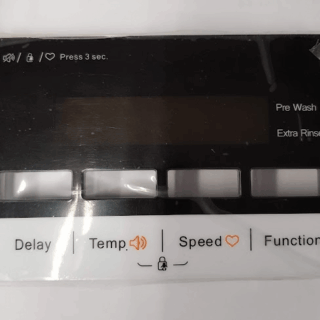 / / Press 3 sec.
Pre Wash
Extra Rinse
Delay | Temp. | Speed | Function